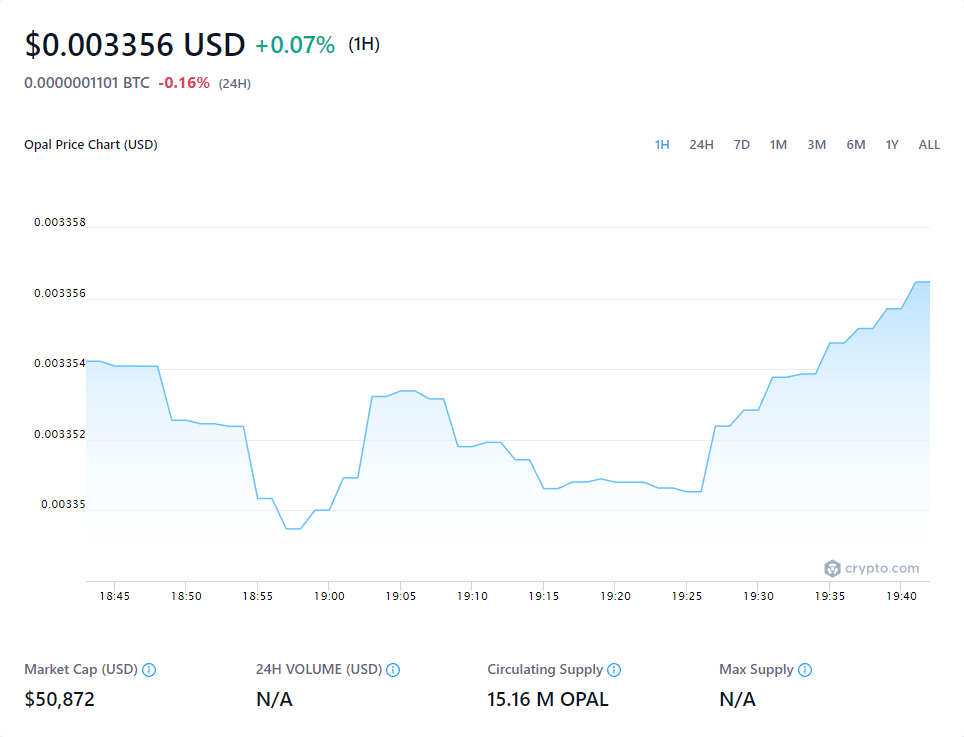 $0.003356 USD +0.07% (1H)
0.0000001101 BTC -0.16% (24H)
Opal Price Chart (USD)
1H 24H 7D 1M 3M 6M 1Y ALL
0.003358
0.003356
0.003354
0.003352
0.00335
crypto.com
18:45 18:50 18:55 19:00 19:05 19:10 19:15 19:20 19:25 19:30 19:35 19:40
Market Cap (USD) 24H VOLUME (USD) Circulating Supply Max Supply
$50,872 N/A 15.16 M OPAL N/A